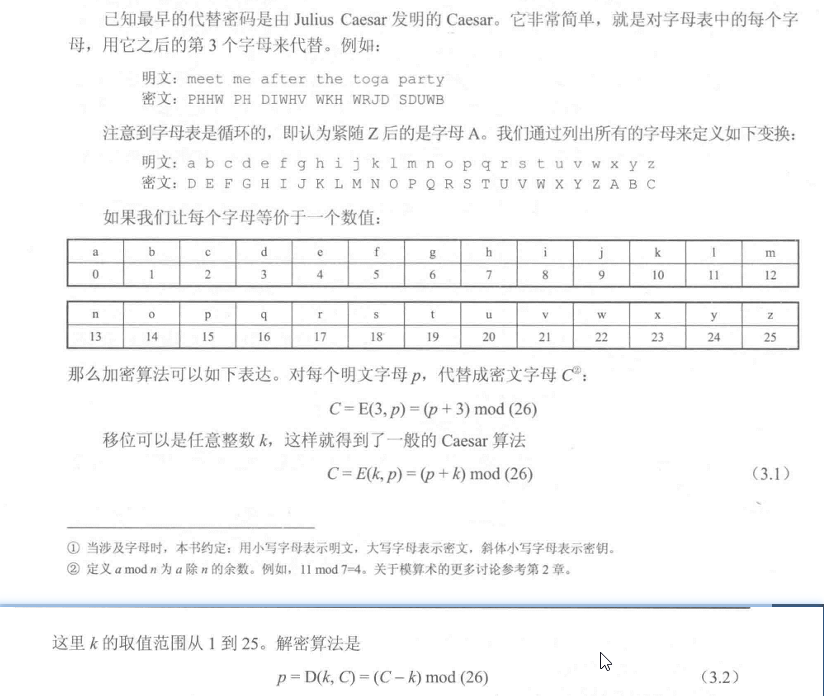 已知最早的代替密码是由 Julius Caesar 发明的 Caesar。它非常简单，就是对字母表中的每个字
母，用它之后的第 3 个字母来代替。例如：
明文：meet me after the toga party
密文：PHHW PH DIWHV WKH WRJD SDUWB
注意到字母表是循环的，即认为紧随 Z 后的是字母 A。我们通过列出所有的字母来定义如下变换：
明文：a b c d e f g h i j k l m n o p q r s t u v w x y z
密文：D E F G H I J K L M N O P Q R S T U V W X Y Z A B C
如果我们让每个字母等价于一个数值：
a b c d e f g h i j k l m
0 1 2 3 4 5 6 7 8 9 10 11 12
n o p q r s t u v w x y z
13 14 15 16 17 18 19 20 21 22 23 24 25
那么加密算法可以如下表达。对每个明文字母 p，代替成密文字母 C②：
C = E(3, p) = (p + 3) mod (26)
移位可以是任意整数 k，这样就得到了一般的 Caesar 算法
C = E(k, p) = (p + k) mod (26) （3.1）
① 当涉及字母时，本书约定：用小写字母表示明文，大写字母表示密文，斜体小写字母表示密钥。
② 定义 a mod n 为 a 除 n 的余数。例如，11 mod 7=4。关于模算术的更多讨论参考第 2 章。
这里 k 的取值范围从 1 到 25。解密算法是
p = D(k, C) = (C − k) mod (26) （3.2）